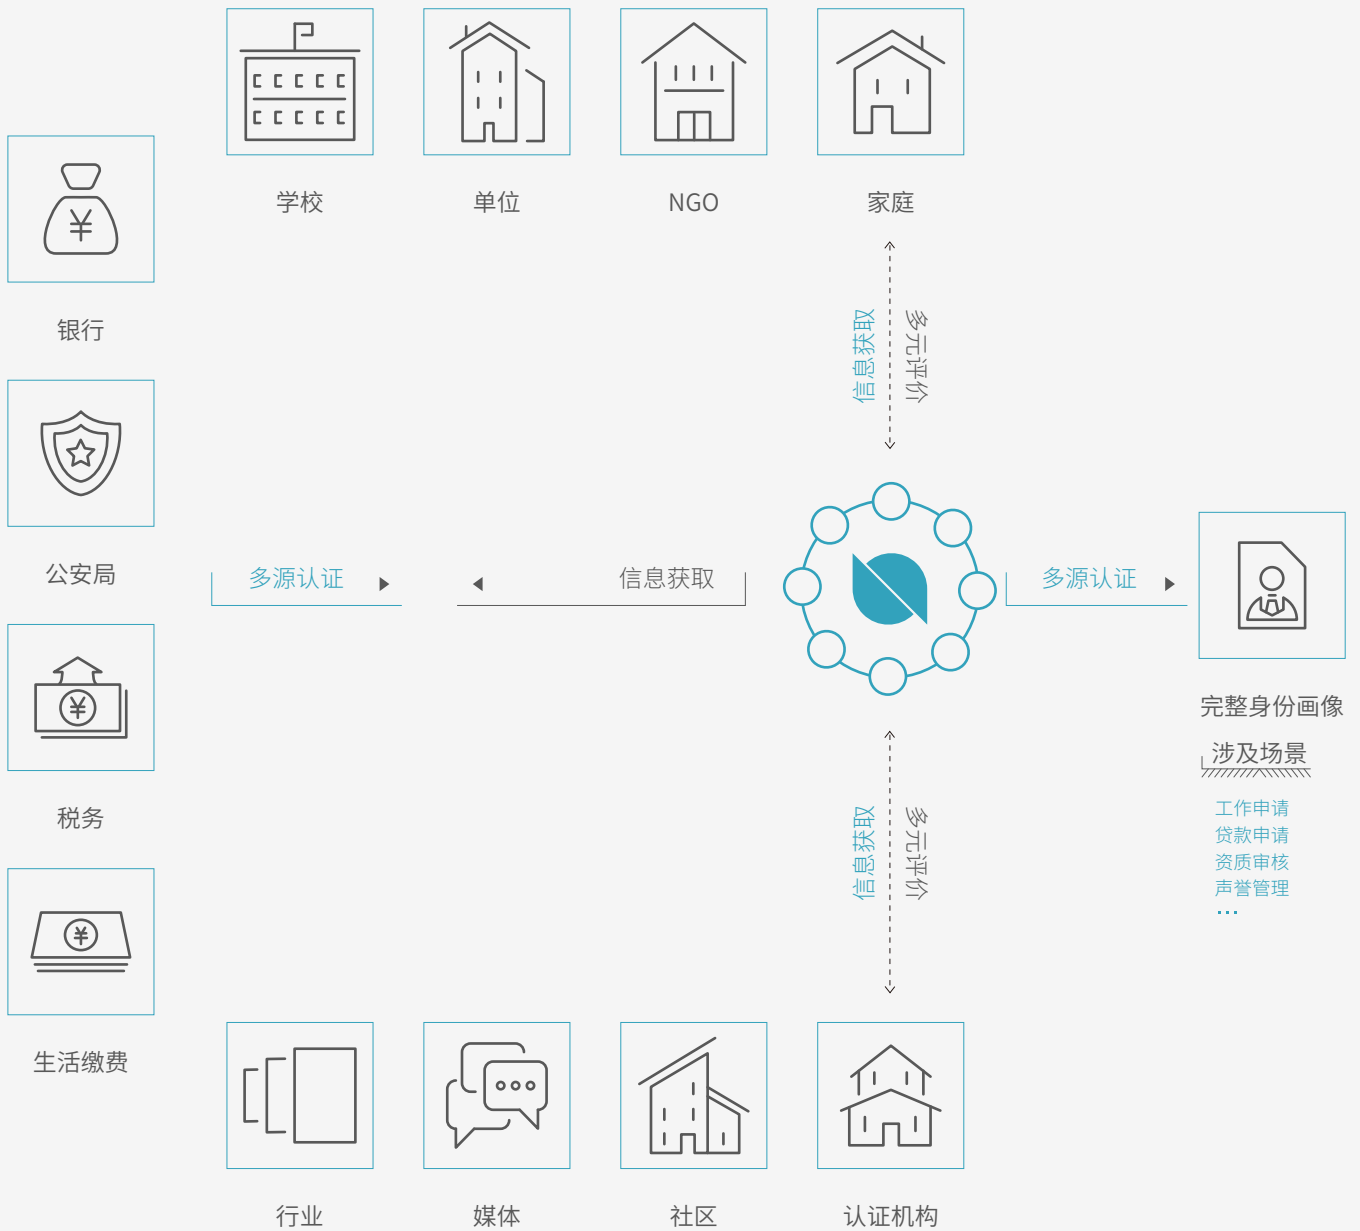 学校
单位
NGO
家庭
银行
信息获取
多元评价
公安局
多源认证
信息获取
多源认证
完整身份画像
涉及场景
工作申请
贷款申请
资质审核
声誉管理
...
税务
信息获取
多元评价
生活缴费
行业
媒体
社区
认证机构